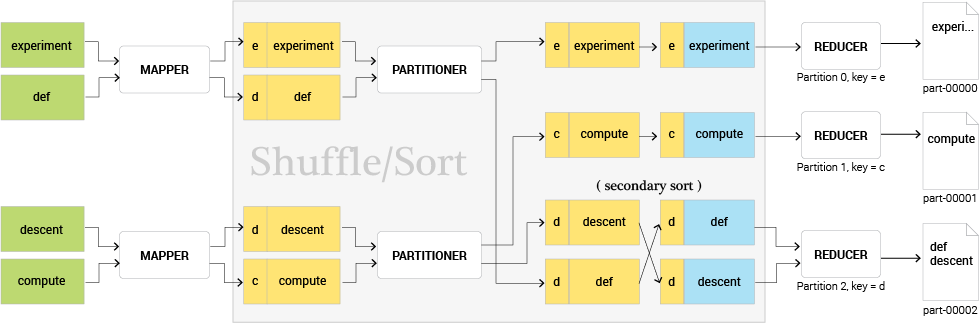 experiment
def
MAPPER
e experiment
d def
PARTITIONER
e experiment
e experiment
REDUCER
Partition 0, key = e
experi...
part-00000
Shuffle/Sort
c compute
c compute
REDUCER
Partition 1, key = c
compute
part-00001
( secondary sort )
descent
compute
MAPPER
d descent
c compute
PARTITIONER
d descent
d def
d def
d descent
REDUCER
Partition 2, key = d
def
descent
part-00002